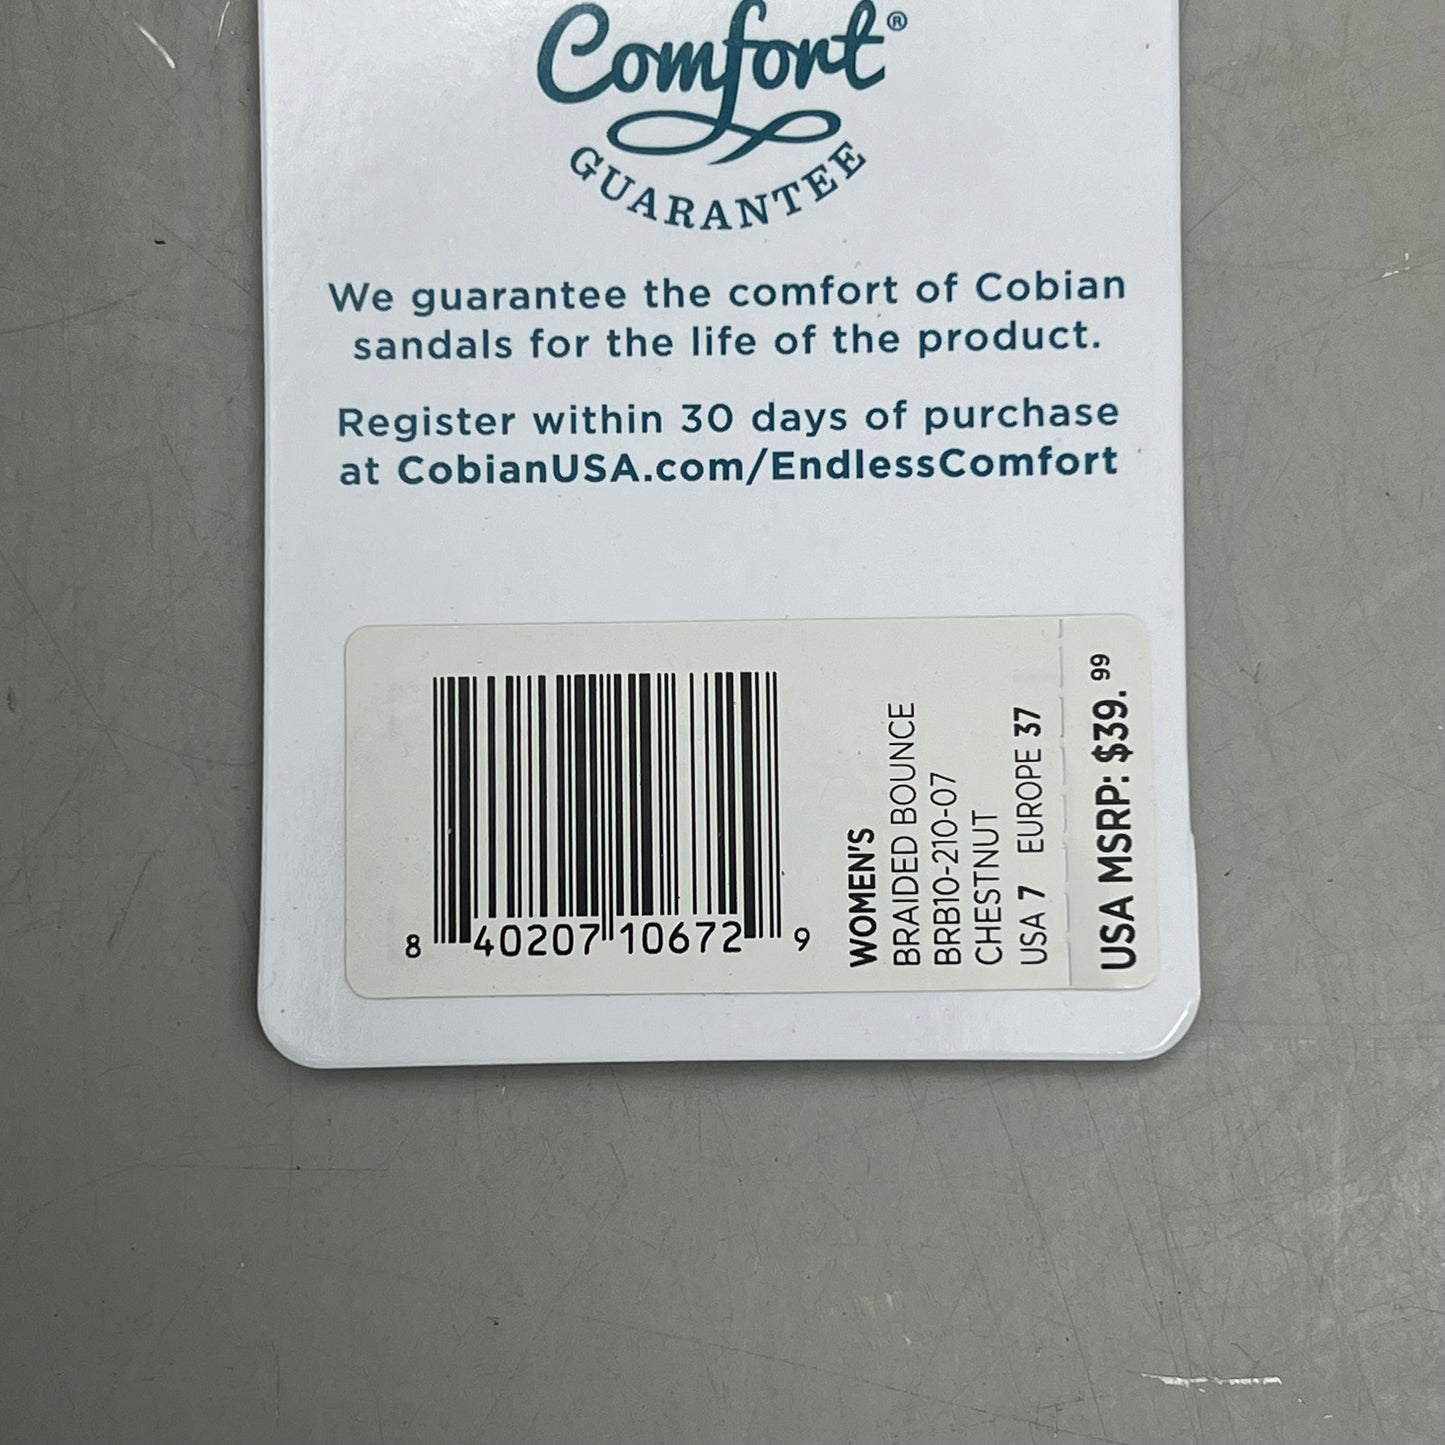 Comfort®
GUARANTEE
We guarantee the comfort of Cobian
sandals for the life of the product.
Register within 30 days of purchase
at CobianUSA.com/EndlessComfort
8 40207 10672 9
WOMEN'S
BRAIDED BOUNCE
BRB10-210-07
CHESTNUT
USA 7 EUROPE 37
USA MSRP: $39.99